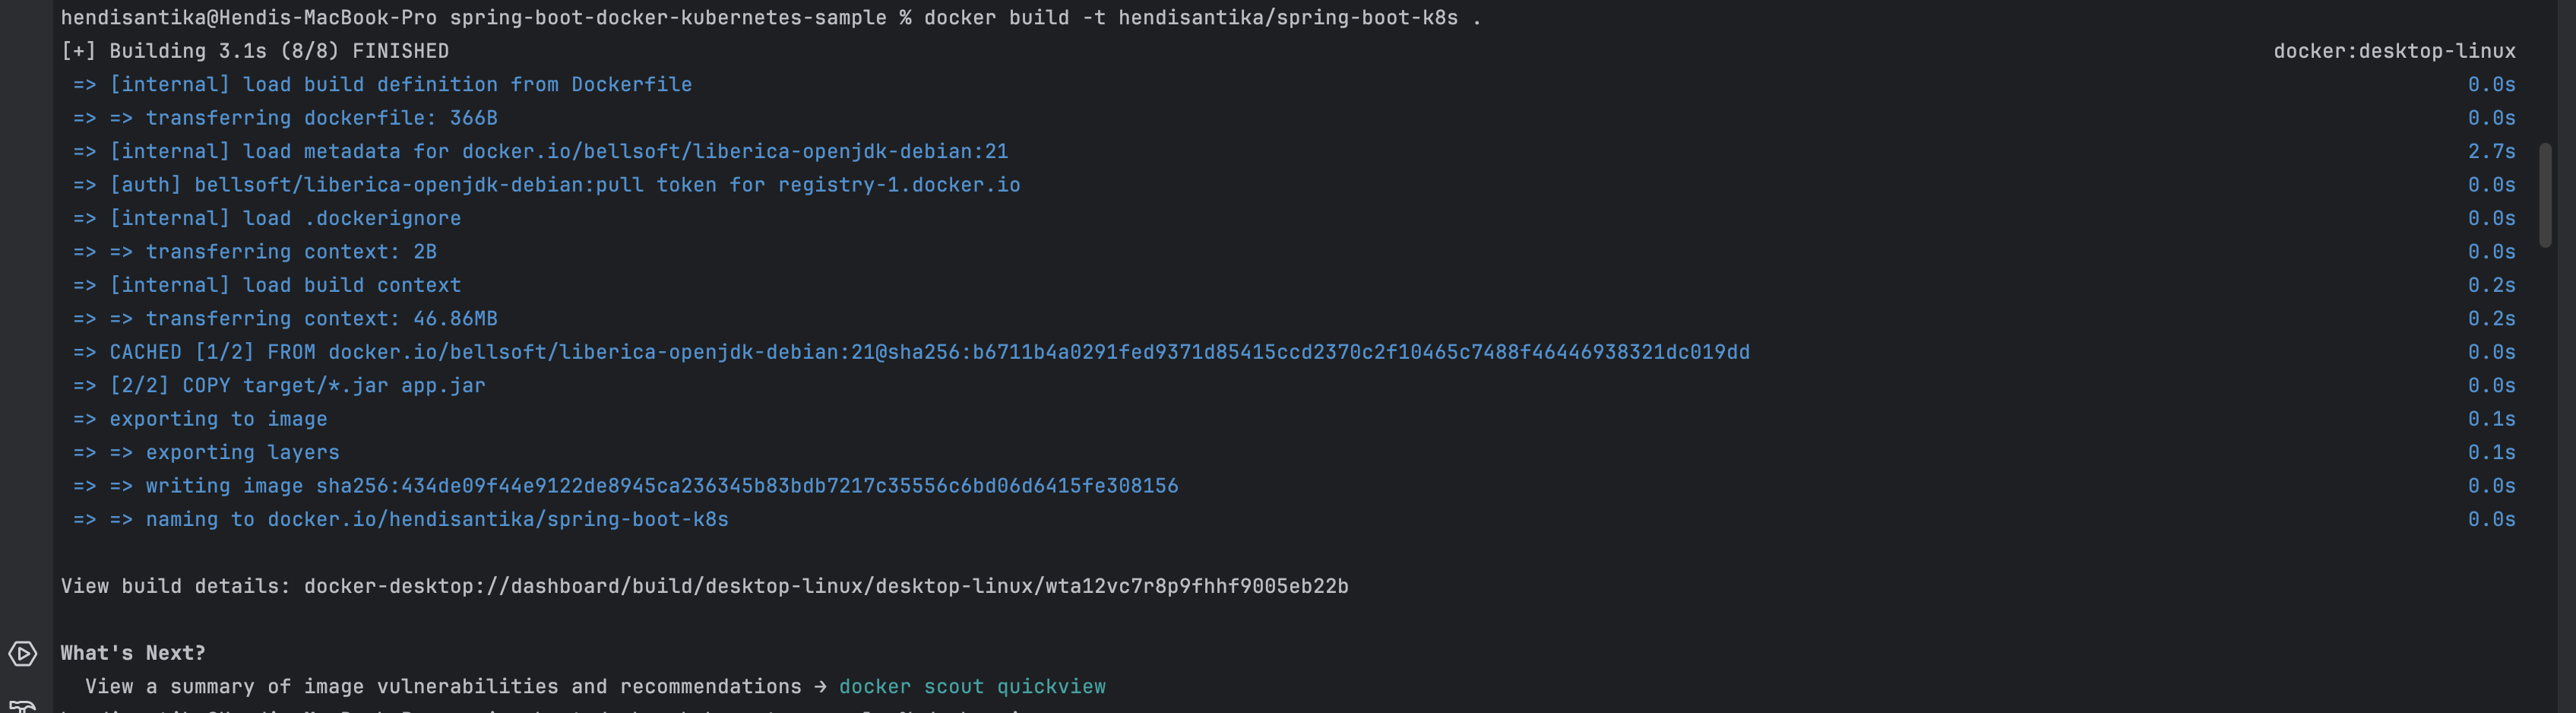 hendisantika@Hendis-MacBook-Pro spring-boot-docker-kubernetes-sample % docker build -t hendisantika/spring-boot-k8s .
[+] Building 3.1s (8/8) FINISHED docker:desktop-linux
=> [internal] load build definition from Dockerfile 0.0s
=> => transferring dockerfile: 366B 0.0s
=> [internal] load metadata for docker.io/bellsoft/liberica-openjdk-debian:21 2.7s
=> [auth] bellsoft/liberica-openjdk-debian:pull token for registry-1.docker.io 0.0s
=> [internal] load .dockerignore 0.0s
=> => transferring context: 2B 0.0s
=> [internal] load build context 0.2s
=> => transferring context: 46.86MB 0.2s
=> CACHED [1/2] FROM docker.io/bellsoft/liberica-openjdk-debian:21@sha256:b6711b4a0291fed9371d85415ccd2370c2f10465c7488f46446938321dc019dd 0.0s
=> [2/2] COPY target/*.jar app.jar 0.0s
=> exporting to image 0.1s
=> => exporting layers 0.1s
=> => writing image sha256:434de09f44e9122de8945ca236345b83bdb7217c35556c6bd06d6415fe308156 0.0s
=> => naming to docker.io/hendisantika/spring-boot-k8s 0.0s
View build details: docker-desktop://dashboard/build/desktop-linux/desktop-linux/wta12vc7r8p9fhhf9005eb22b
What's Next?
View a summary of image vulnerabilities and recommendations → docker scout quickview